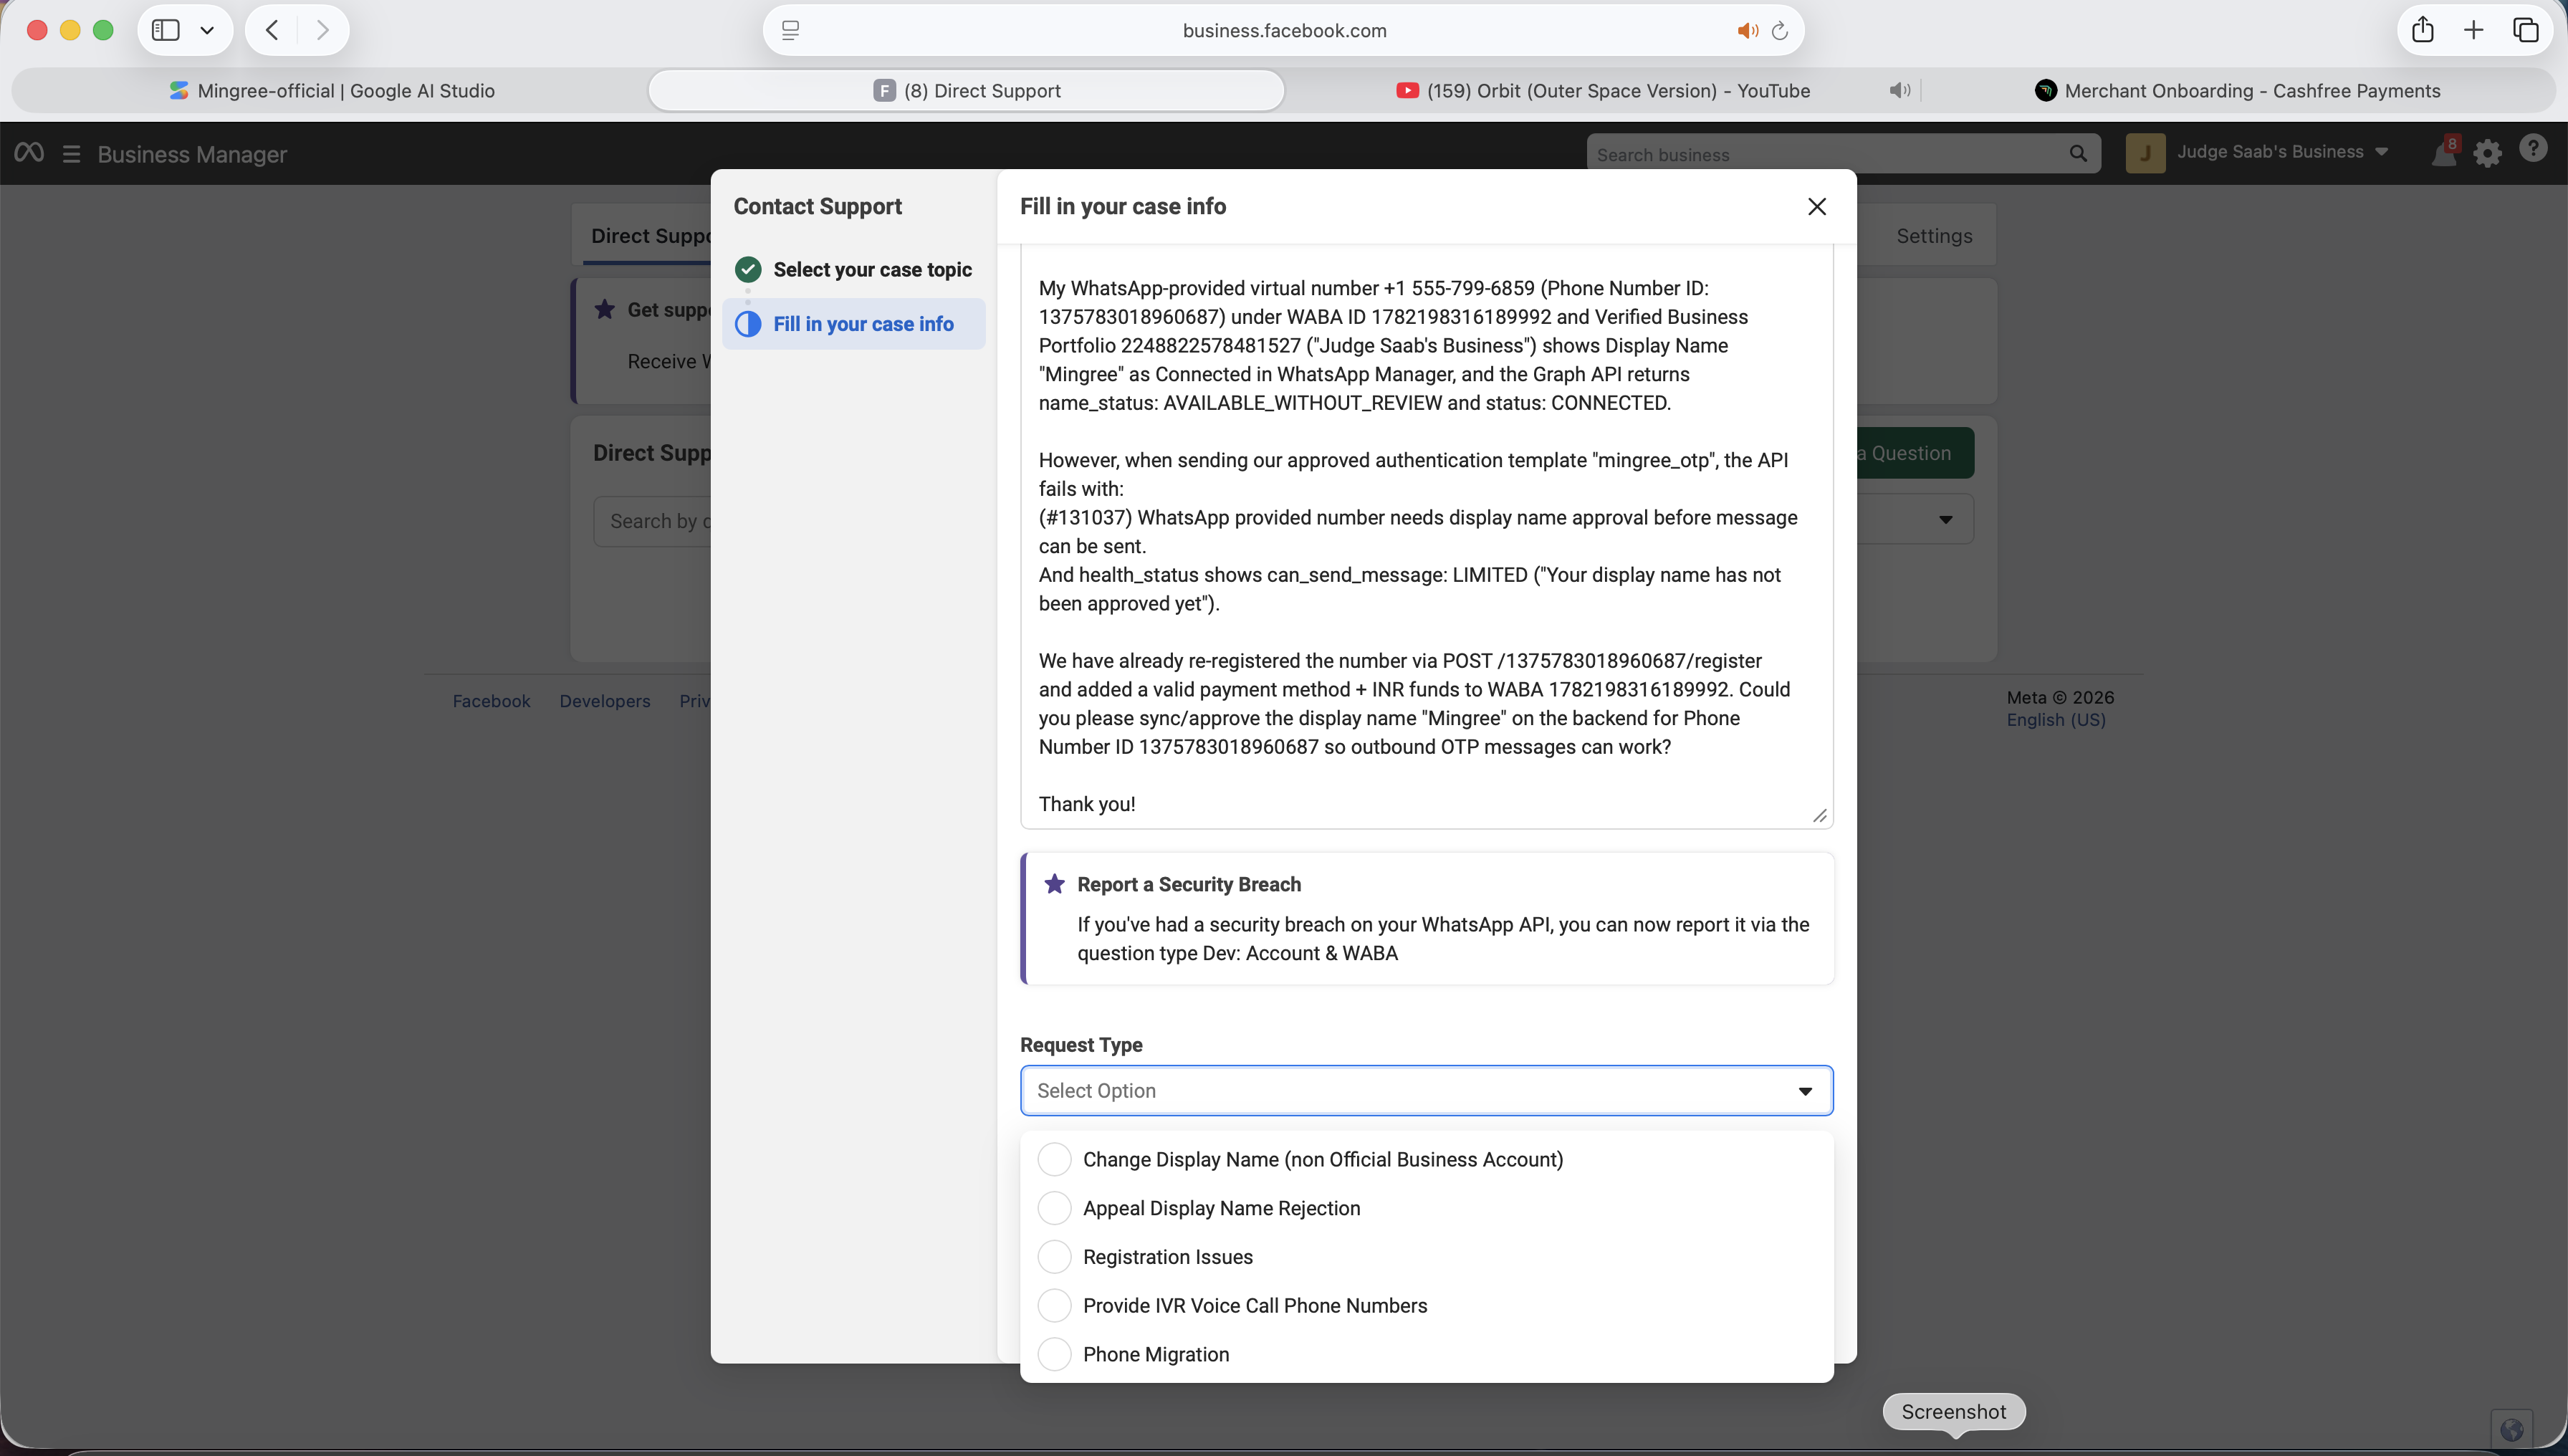 business.facebook.com
Mingree-official | Google AI Studio
F (8) Direct Support
(159) Orbit (Outer Space Version) - YouTube
Merchant Onboarding - Cashfree Payments
Business Manager
Search business
J
Judge Saab's Business
8
Direct Suppo
Settings
Get suppo
Receive W
Direct Supp
a Question
Search by c
Facebook
Developers
Priv
Meta © 2026
English (US)
Contact Support
Select your case topic
Fill in your case info
Fill in your case info
My WhatsApp-provided virtual number +1 555-799-6859 (Phone Number ID:
1375783018960687) under WABA ID 1782198316189992 and Verified Business
Portfolio 2248822578481527 ("Judge Saab's Business") shows Display Name
"Mingree" as Connected in WhatsApp Manager, and the Graph API returns
name_status: AVAILABLE_WITHOUT_REVIEW and status: CONNECTED.
However, when sending our approved authentication template "mingree_otp", the API
fails with:
(#131037) WhatsApp provided number needs display name approval before message
can be sent.
And health_status shows can_send_message: LIMITED ("Your display name has not
been approved yet").
We have already re-registered the number via POST /1375783018960687/register
and added a valid payment method + INR funds to WABA 1782198316189992. Could
you please sync/approve the display name "Mingree" on the backend for Phone
Number ID 1375783018960687 so outbound OTP messages can work?
Thank you!
Report a Security Breach
If you've had a security breach on your WhatsApp API, you can now report it via the
question type Dev: Account & WABA
Request Type
Select Option
Change Display Name (non Official Business Account)
Appeal Display Name Rejection
Registration Issues
Provide IVR Voice Call Phone Numbers
Phone Migration
Screenshot